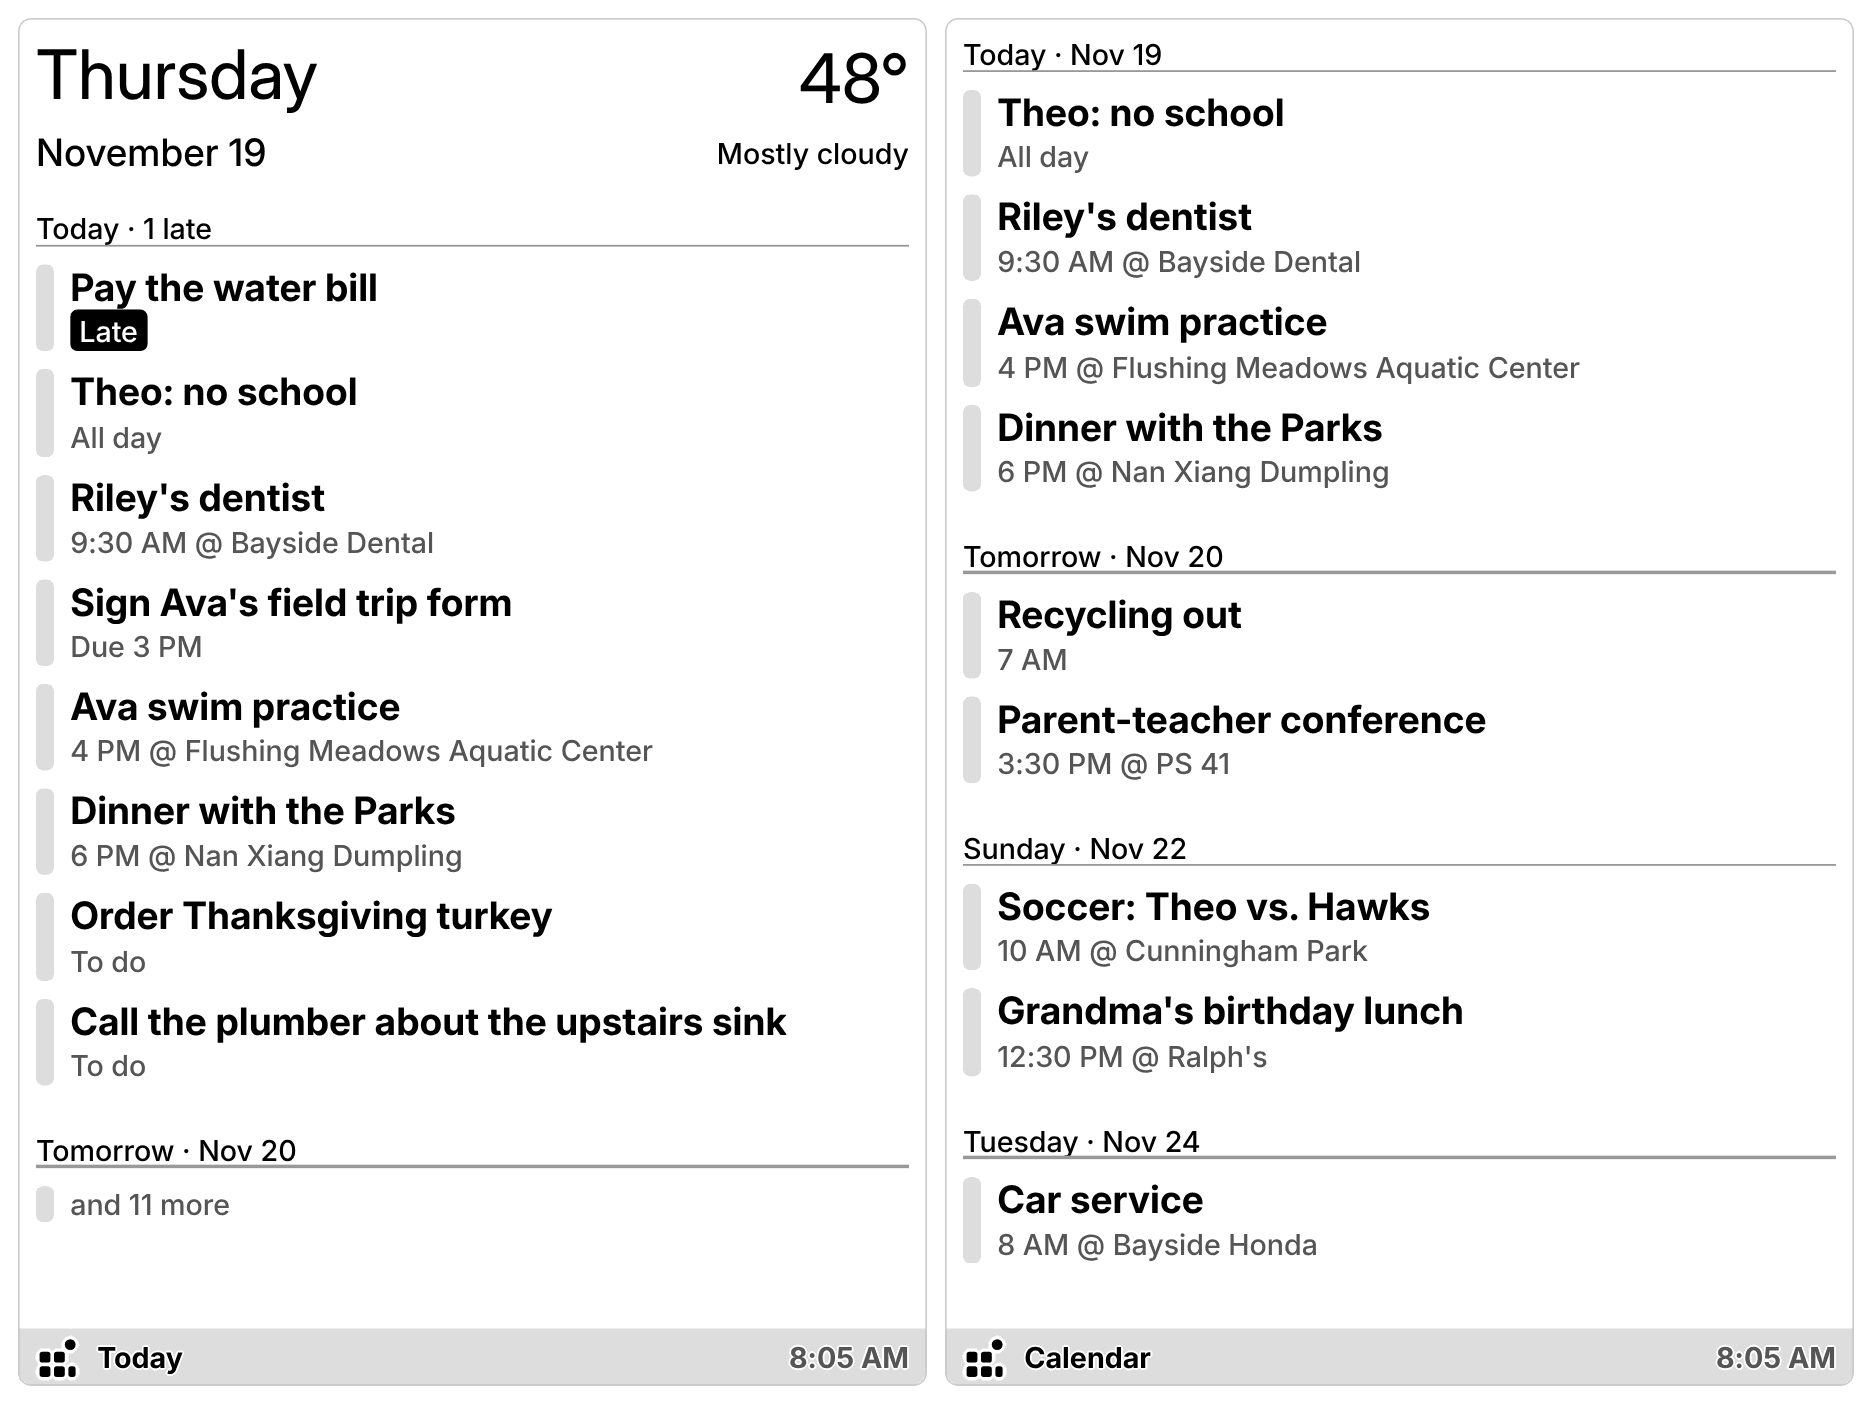 Thursday
48°
November 19
Mostly cloudy
Today · 1 late
Pay the water bill
Late
Theo: no school
All day
Riley's dentist
9:30 AM @ Bayside Dental
Sign Ava's field trip form
Due 3 PM
Ava swim practice
4 PM @ Flushing Meadows Aquatic Center
Dinner with the Parks
6 PM @ Nan Xiang Dumpling
Order Thanksgiving turkey
To do
Call the plumber about the upstairs sink
To do
Tomorrow · Nov 20
and 11 more
Today
8:05 AM
Today · Nov 19
Theo: no school
All day
Riley's dentist
9:30 AM @ Bayside Dental
Ava swim practice
4 PM @ Flushing Meadows Aquatic Center
Dinner with the Parks
6 PM @ Nan Xiang Dumpling
Tomorrow · Nov 20
Recycling out
7 AM
Parent-teacher conference
3:30 PM @ PS 41
Sunday · Nov 22
Soccer: Theo vs. Hawks
10 AM @ Cunningham Park
Grandma's birthday lunch
12:30 PM @ Ralph's
Tuesday · Nov 24
Car service
8 AM @ Bayside Honda
Calendar
8:05 AM